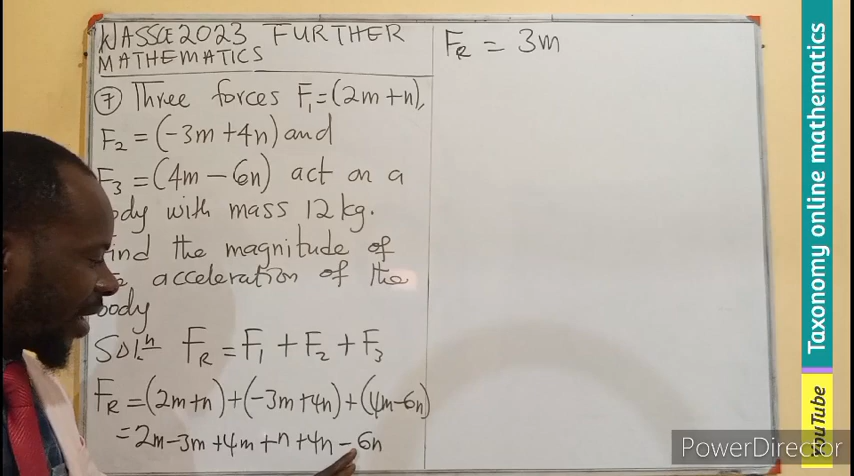 WASSCE 2023 FURTHER
MATHEMATICS
⑦ Three forces F₁ = (2m + n),
F₂ = (-3m + 4n) and
F₃ = (4m - 6n) act on a
body with mass 12 kg.
Find the magnitude of
acceleration of the
body
Solⁿ F_R = F₁ + F₂ + F₃
F_R = (2m + n) + (-3m + 4n) + (4m - 6n)
= 2m - 3m + 4m + n + 4n - 6n
F_R = 3m
Taxonomy online mathematics
YouTube
PowerDirector